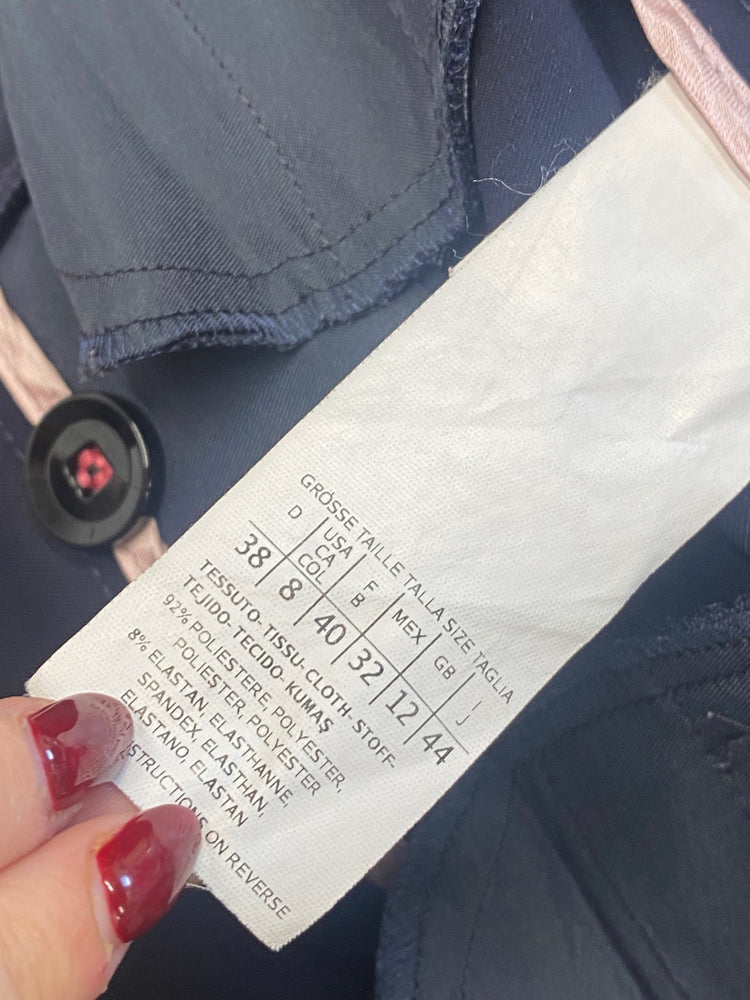 GRÖSSE TAILLE TALLA SIZE TAGLIA
D USA CA COL F B MEX GB I J
38 8 40 32 12 44
TESSUTO-TISSU-CLOTH-STOFF-
TEJIDO-TECIDO-KUMAŞ
92% POLIESTERE, POLYESTER,
POLIESTER, POLYESTER
8% ELASTAN, ELASTHANNE,
SPANDEX, ELASTHAN,
ELASTANO, ELASTAN
ON REVERSE